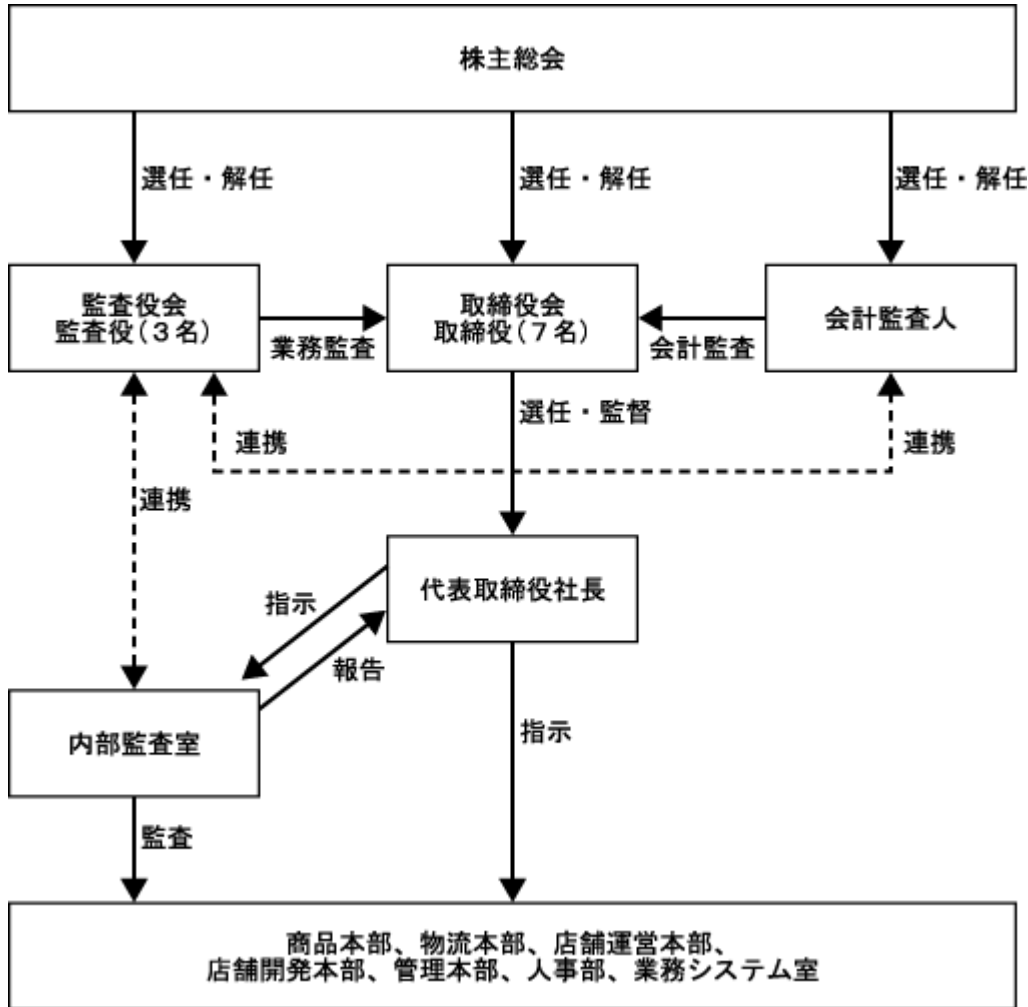 株主総会
選任・解任
選任・解任
選任・解任
監査役会
監査役(3名)
業務監査
取締役会
取締役(7名)
会計監査
会計監査人
選任・監督
連携
連携
連携
代表取締役社長
指示
報告
内部監査室
指示
監査
商品本部、物流本部、店舗運営本部、
店舗開発本部、管理本部、人事部、業務システム室